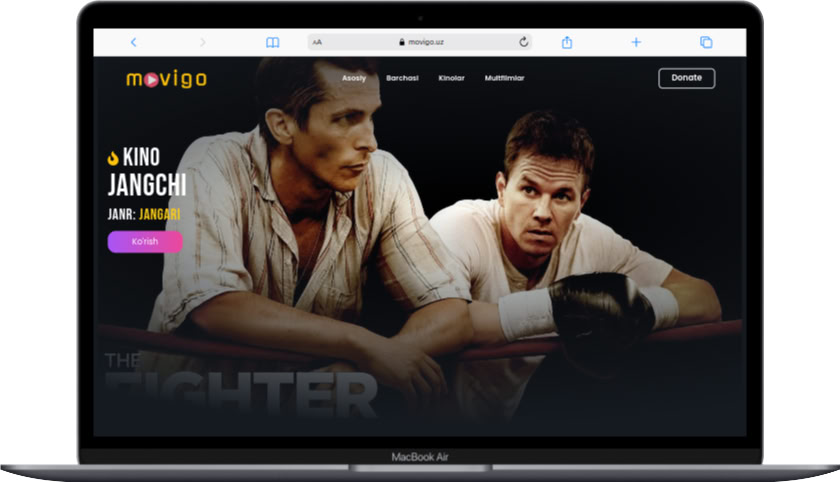 AA movigo.uz
movigo
Asosiy Barchasi Kinolar Multfilmlar
Donate
KINO
JANGCHI
JANR: JANGARI
Ko'rish
THE
FIGHTER
MacBook Air